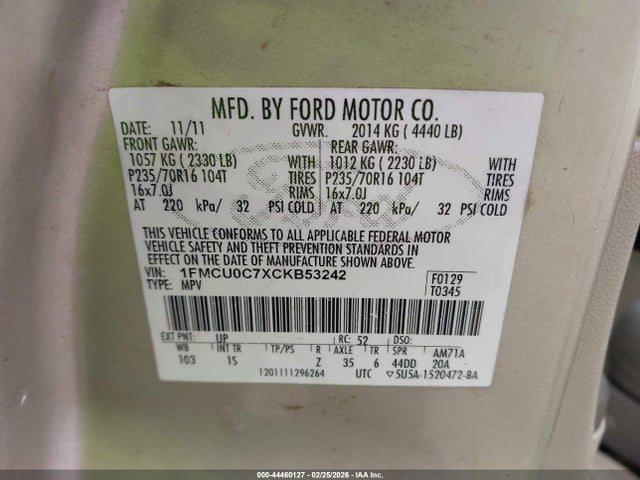 MFD. BY FORD MOTOR CO.
DATE: 11/11 GVWR: 2014 KG ( 4440 LB)
FRONT GAWR: REAR GAWR:
1057 KG ( 2330 LB) WITH 1012 KG ( 2230 LB) WITH
P235/70R16 104T TIRES P235/70R16 104T TIRES
16x7.0J RIMS 16x7.0J RIMS
AT 220 kPa/ 32 PSI COLD AT 220 kPa/ 32 PSI COLD
THIS VEHICLE CONFORMS TO ALL APPLICABLE FEDERAL MOTOR
VEHICLE SAFETY AND THEFT PREVENTION STANDARDS IN
EFFECT ON THE DATE OF MANUFACTURE SHOWN ABOVE.
VIN: 1FMCU0C7XCKB53242 F0129
TYPE: MPV T0345
EXT PNT: UP RC: 52 DSO:
WB INT TR TP/PS R AXLE TR SPR AM71A
103 1S Z 35 6 44DD 20A
1201111296264 UTC ▽5U5A-1520472-BA
000-44460127 - 02/25/2026 - IAA Inc.